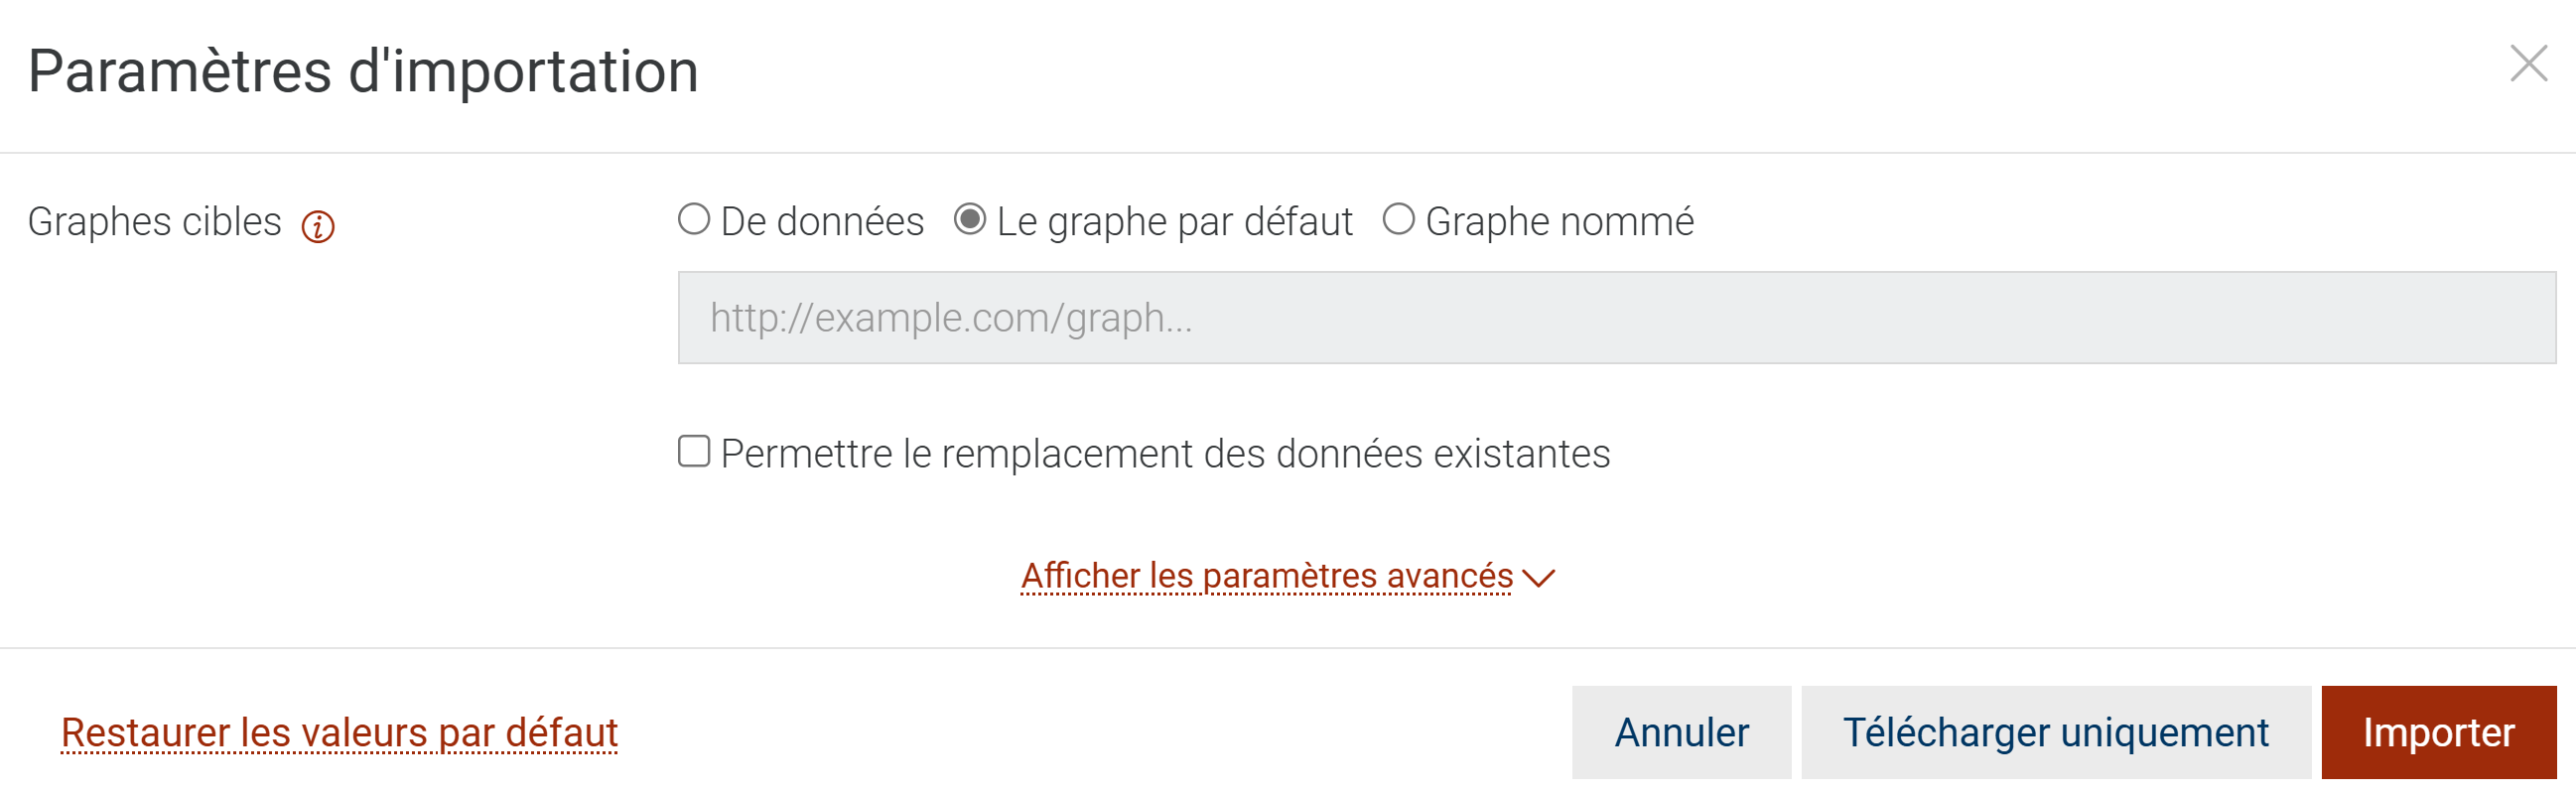 Paramètres d'importation
Graphes cibles
De données Le graphe par défaut Graphe nommé
http://example.com/graph...
Permettre le remplacement des données existantes
Afficher les paramètres avancés
Restaurer les valeurs par défaut Annuler Télécharger uniquement Importer